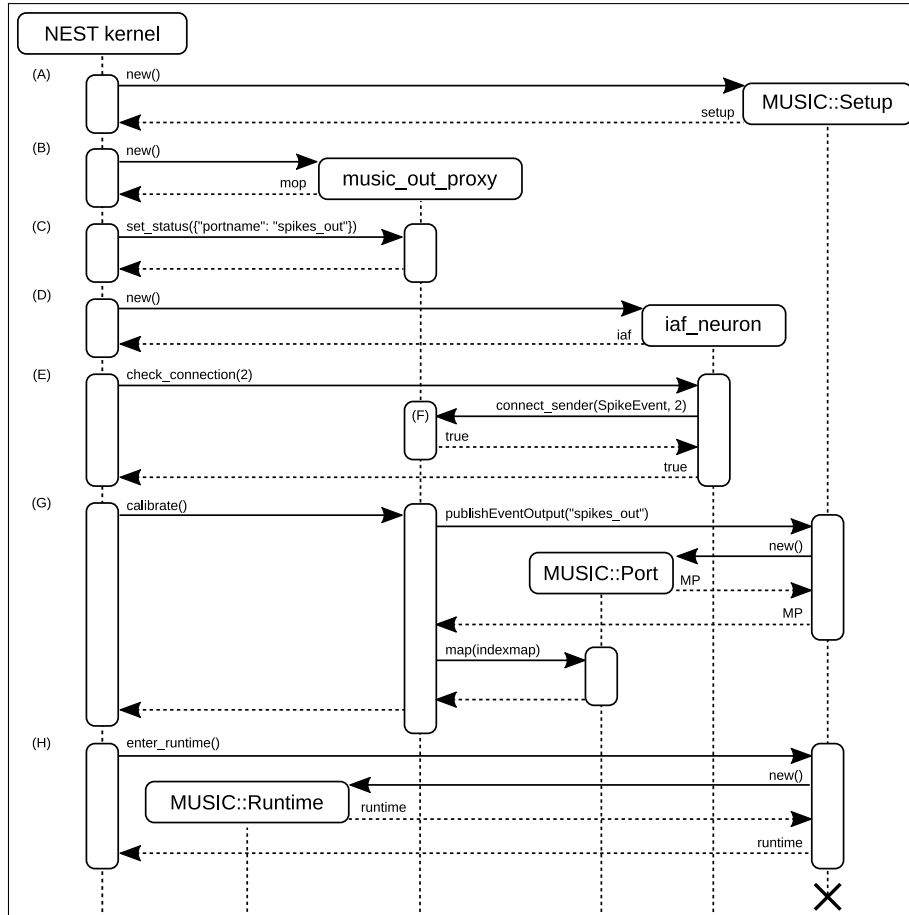 NEST kernel
(A)
new()
MUSIC::Setup
setup
(B)
new()
music_out_proxy
mop
(C)
set_status({"portname": "spikes_out"})
(D)
new()
iaf_neuron
iaf
(E)
check_connection(2)
(F)
connect_sender(SpikeEvent, 2)
true
true
(G)
calibrate()
publishEventOutput("spikes_out")
new()
MUSIC::Port
MP
MP
map(indexmap)
(H)
enter_runtime()
new()
MUSIC::Runtime
runtime
runtime